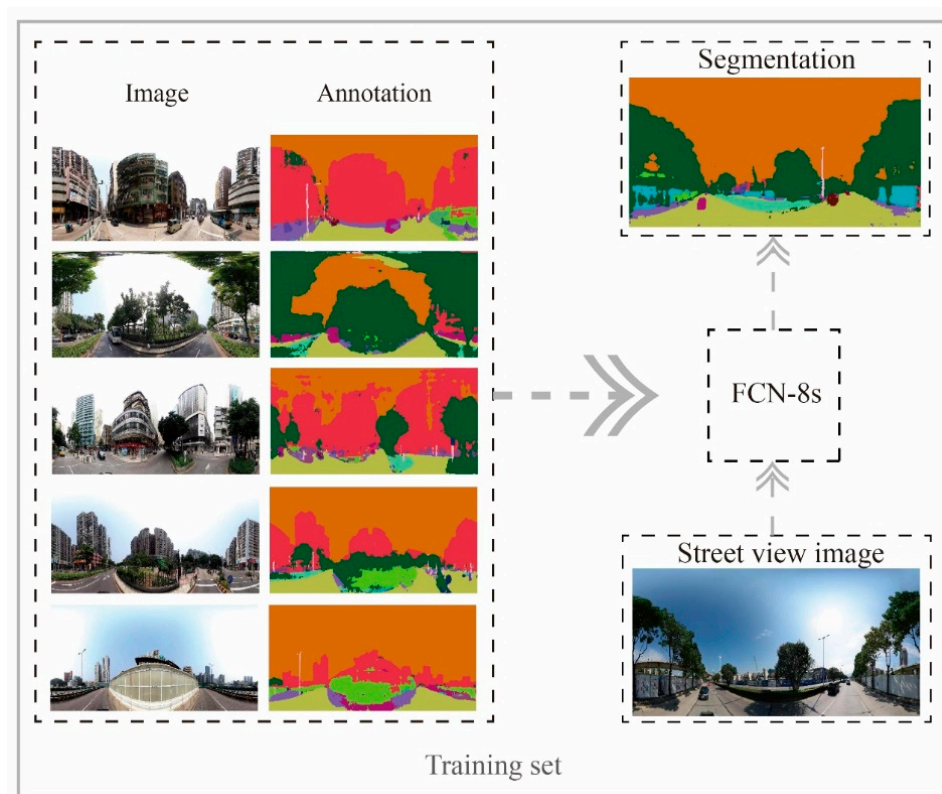 Image
Annotation
Segmentation
FCN-8s
Street view image
Training set